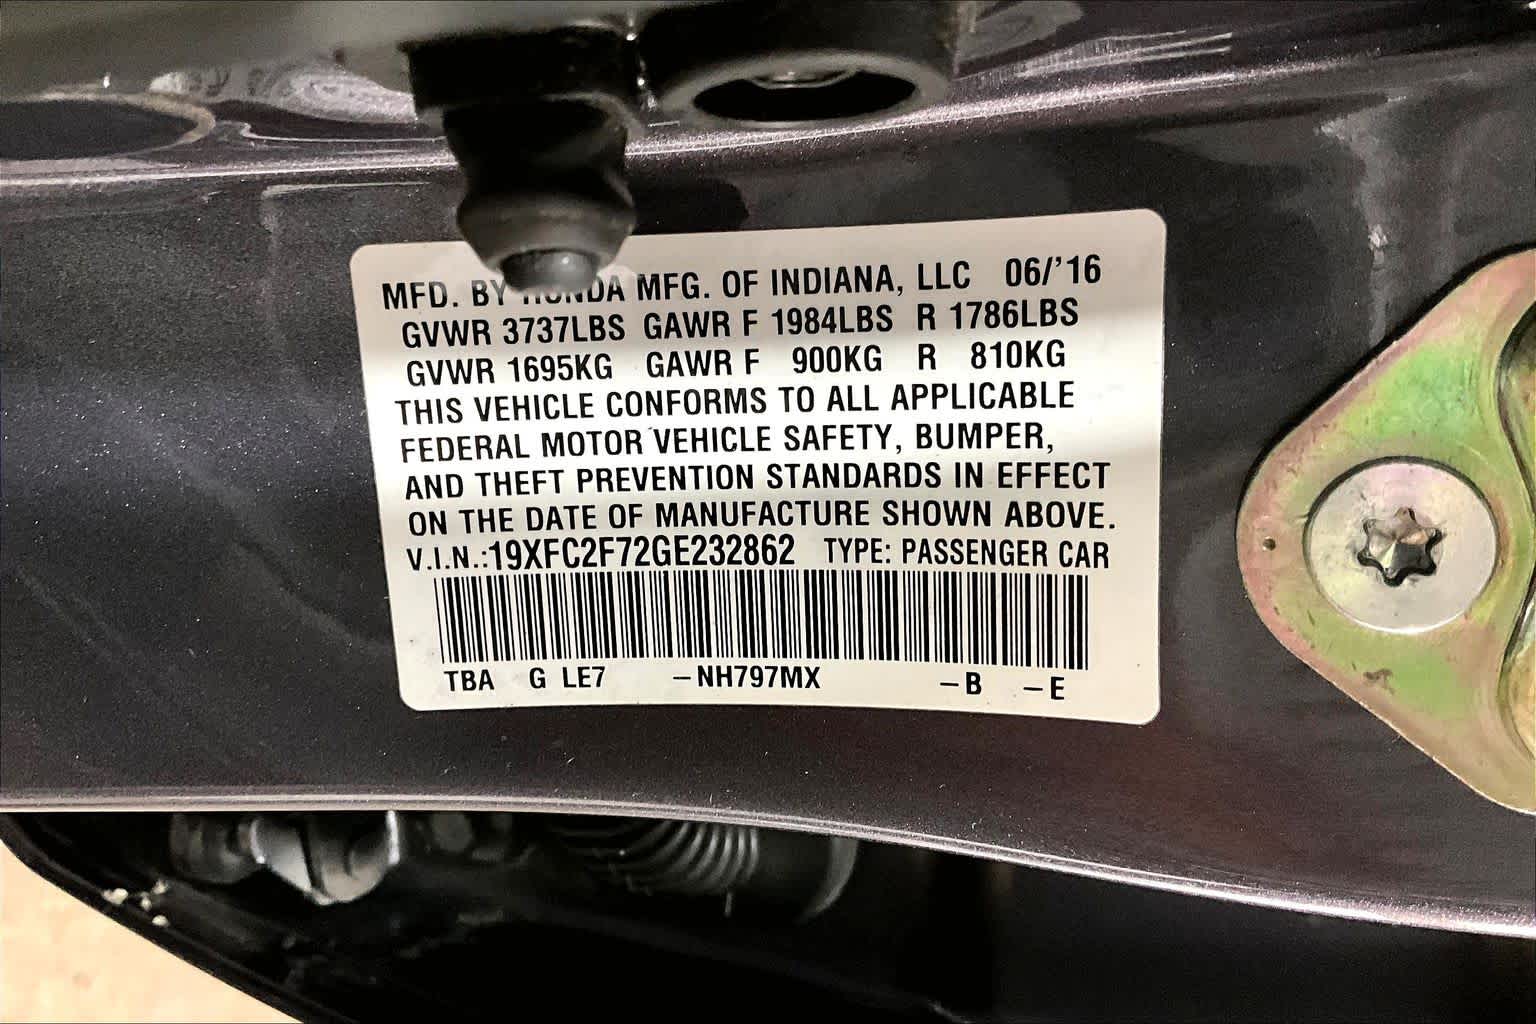 MFD. BY HONDA MFG. OF INDIANA, LLC 06/'16
GVWR 3737LBS GAWR F 1984LBS R 1786LBS
GVWR 1695KG GAWR F 900KG R 810KG
THIS VEHICLE CONFORMS TO ALL APPLICABLE
FEDERAL MOTOR VEHICLE SAFETY, BUMPER,
AND THEFT PREVENTION STANDARDS IN EFFECT
ON THE DATE OF MANUFACTURE SHOWN ABOVE.
V.I.N.:19XFC2F72GE232862 TYPE: PASSENGER CAR
TBA G LE7 –NH797MX –B –E